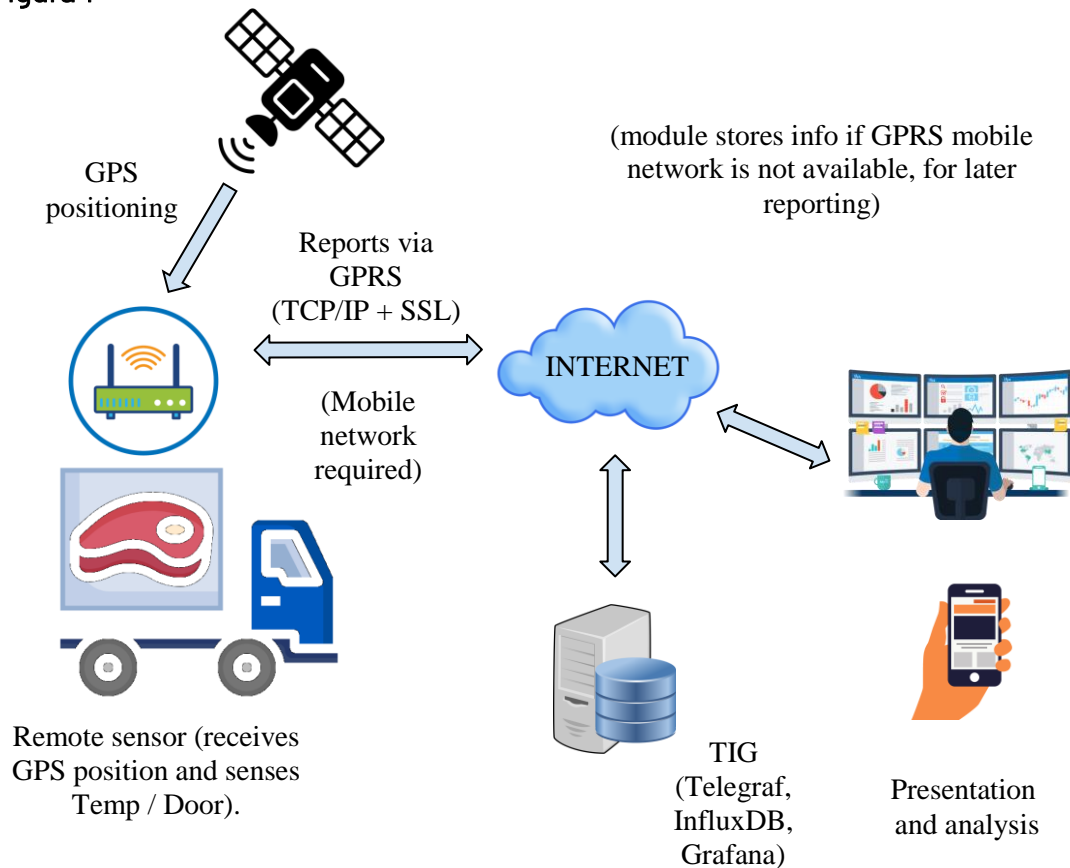 GPS
positioning
(module stores info if GPRS mobile
network is not available, for later
reporting)
Reports via
GPRS
(TCP/IP + SSL)
INTERNET
(Mobile
network
required)
Remote sensor (receives
GPS position and senses
Temp / Door).
TIG
(Telegraf,
InfluxDB,
Grafana)
Presentation
and analysis